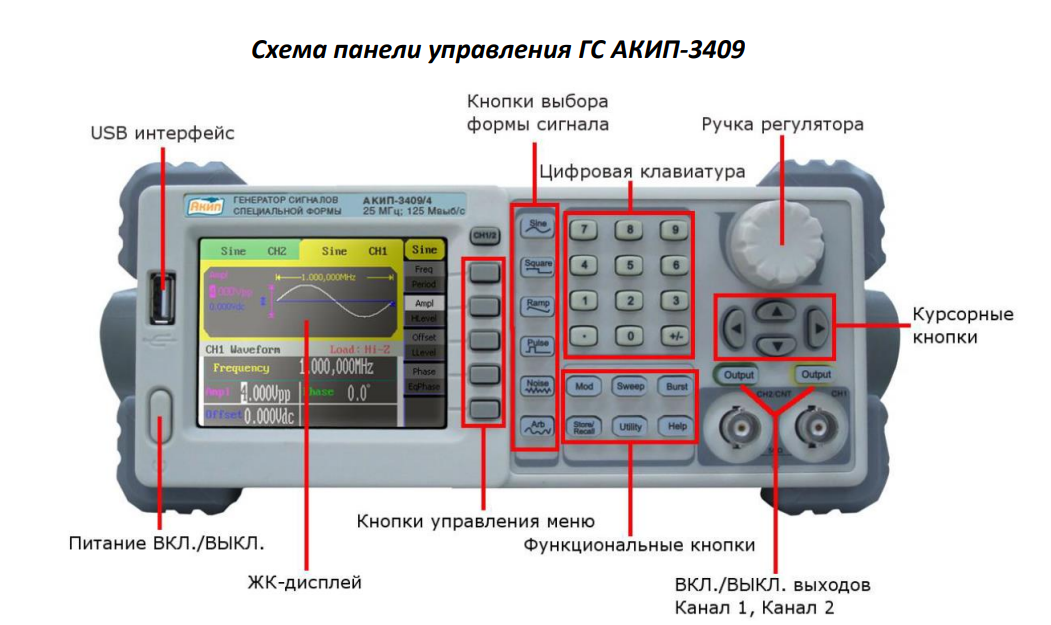 Схема панели управления ГС АКИП-3409
Кнопки выбора
формы сигнала
USB интерфейс
Ручка регулятора
Цифровая клавиатура
Акип
ГЕНЕРАТОР СИГНАЛОВ
СПЕЦИАЛЬНОЙ ФОРМЫ
АКИП-3409/4
25 МГц; 125 Мвыб/с
CH1/2
Sine CH2
Sine CH1
Sine
Freq
Period
Ampl
HLevel
Offset
LLevel
Phase
EqPhase
Ampl
.000Vpp
0.000Vdc
1.000,000MHz
CH1 Waveform
Load: Hi-Z
Frequency 1.000,000MHz
Ampl 4.000Vpp Phase 0.0°
Offset 0.000Vdc
Sine
Square
Ramp
Pulse
Noise
Arb
7 8 9
4 5 6
1 2 3
. 0 +/-
Mod Sweep Burst
Store/
Recall
Utility Help
Output Output
CH2/CNT CH1
Курсорные
кнопки
Питание ВКЛ./ВЫКЛ.
ЖК-дисплей
Кнопки управления меню
Функциональные кнопки
ВКЛ./ВЫКЛ. выходов
Канал 1, Канал 2